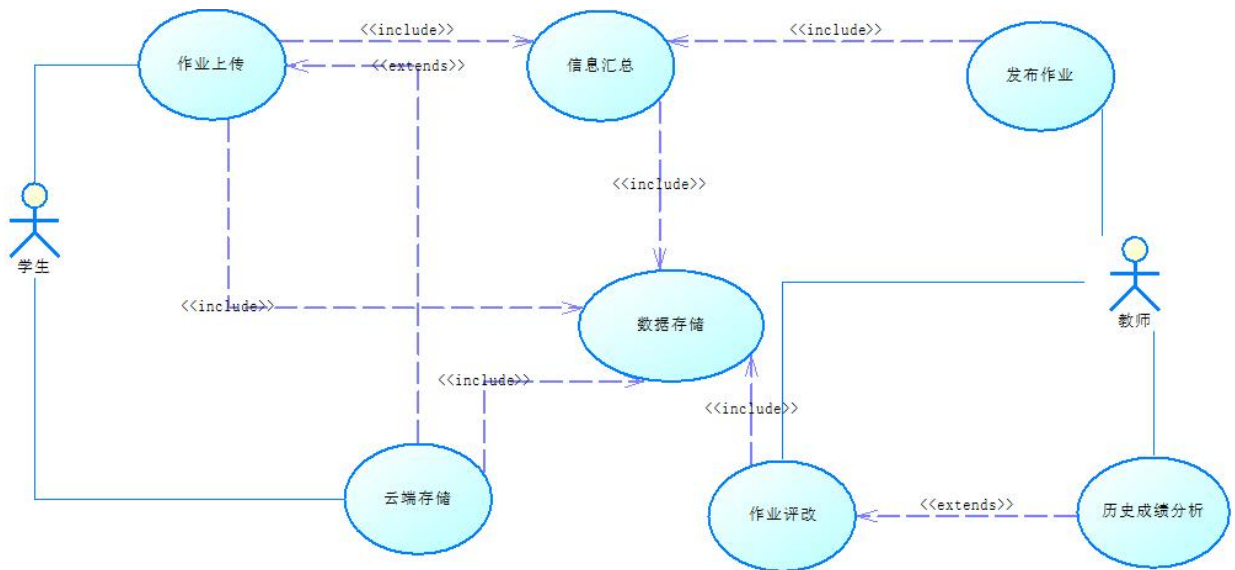 <<include>>
<<include>>
作业上传
<<extends>>
信息汇总
发布作业
<<include>>
学生
<<include>>
数据存储
教师
<<include>>
<<include>>
云端存储
作业评改
<<extends>>
历史成绩分析